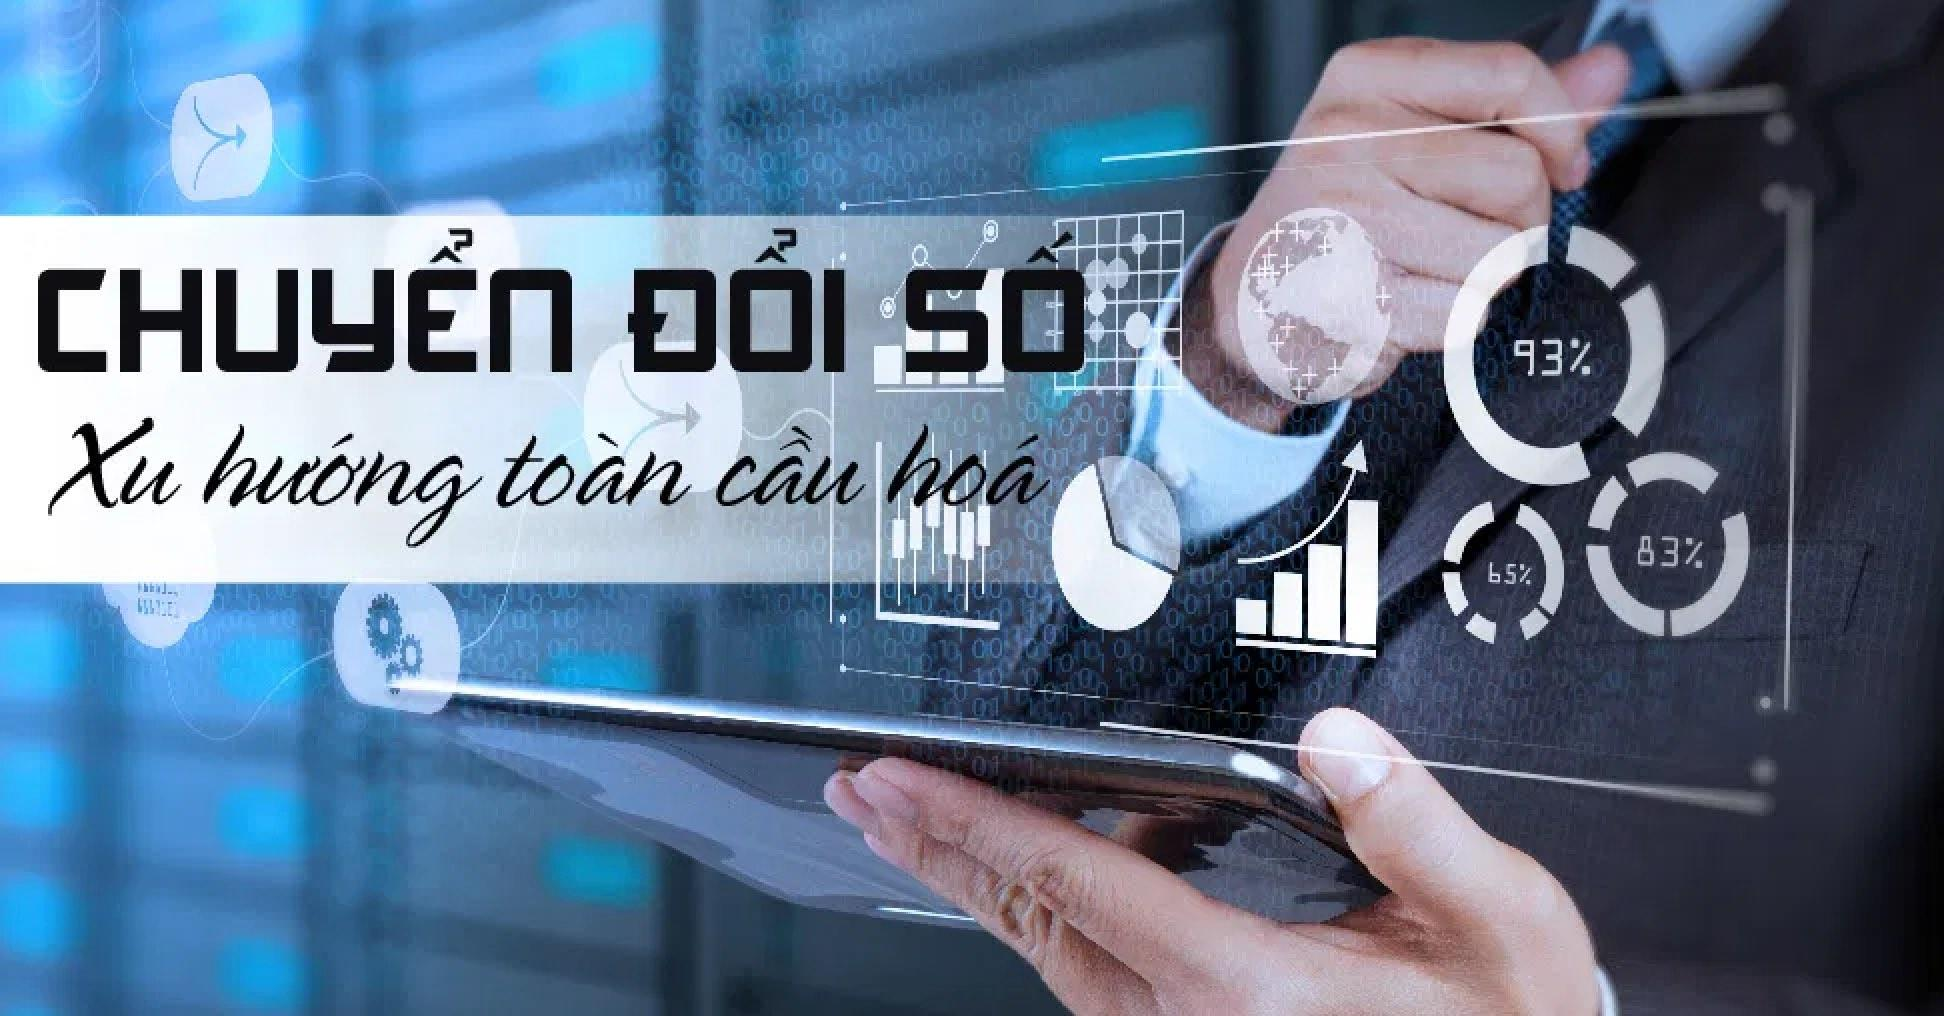 CHUYỂN ĐỔI SỐ
Xu hướng toàn cầu hoá
93%
65%
83%